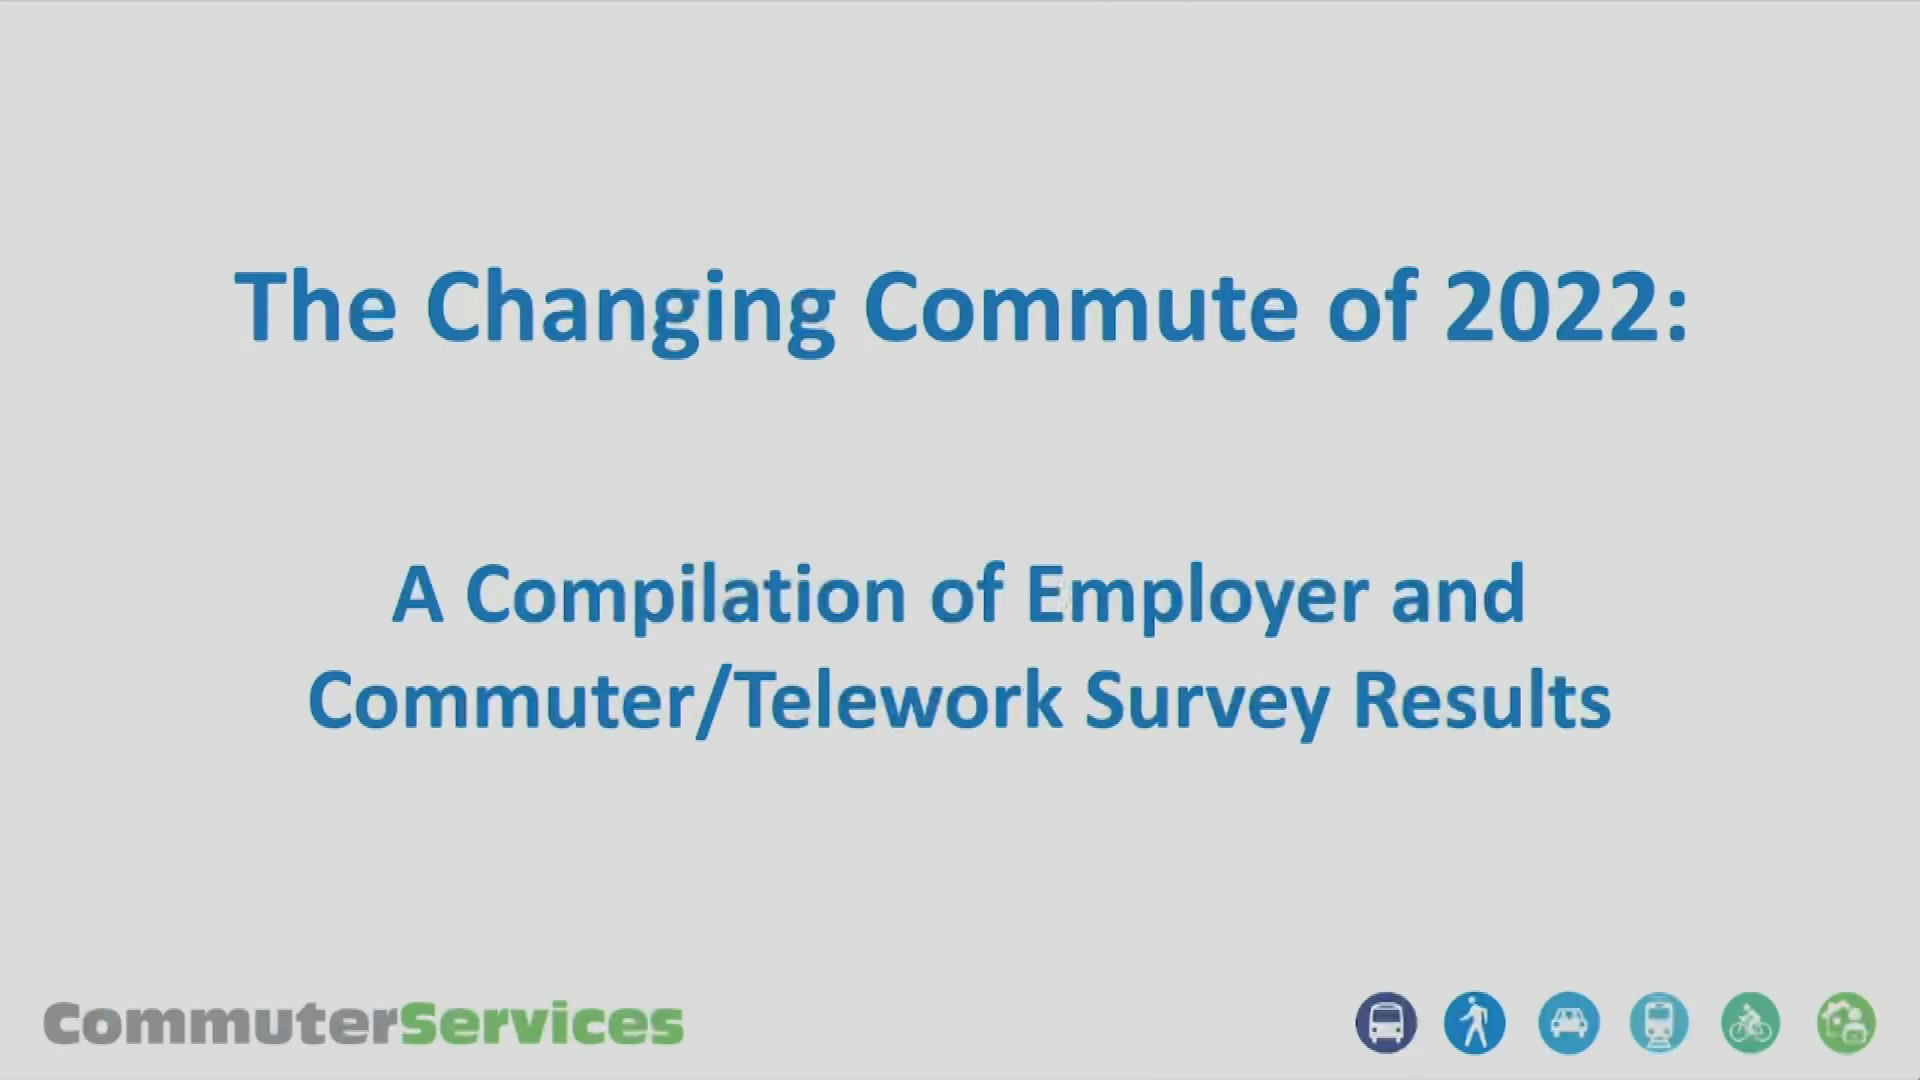 The Changing Commute of 2022:
A Compilation of Employer and
Commuter/Telework Survey Results
CommuterServices